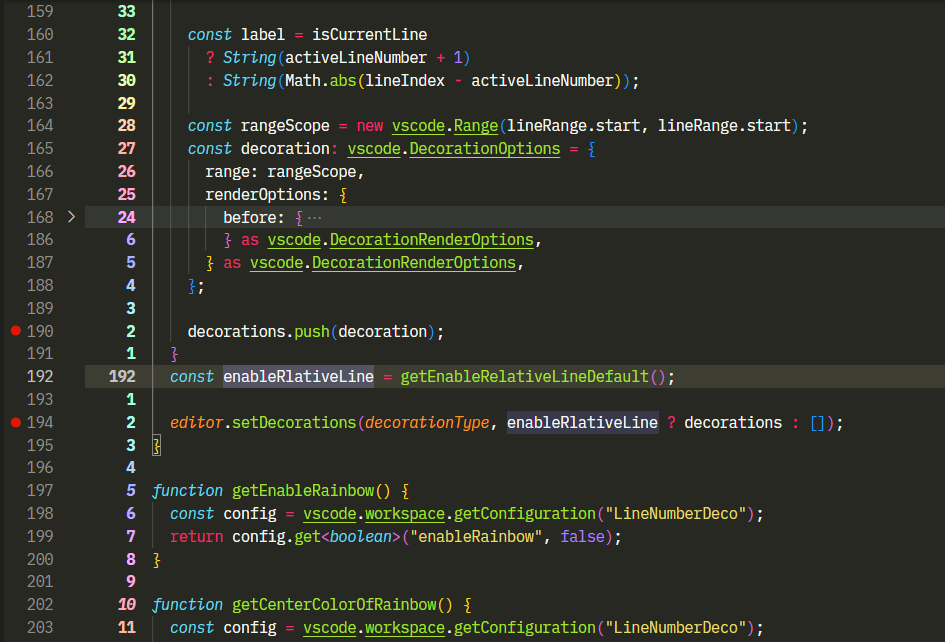 159 33
160 32 const label = isCurrentLine
161 31 ? String(activeLineNumber + 1)
162 30 : String(Math.abs(lineIndex - activeLineNumber));
163 29
164 28 const rangeScope = new vscode.Range(lineRange.start, lineRange.start);
165 27 const decoration: vscode.DecorationOptions = {
166 26 range: rangeScope,
167 25 renderOptions: {
168 24 before: { ⋯
186 6 } as vscode.DecorationRenderOptions,
187 5 } as vscode.DecorationRenderOptions,
188 4 };
189 3
190 2 decorations.push(decoration);
191 1 }
192 192 const enableRlativeLine = getEnableRelativeLineDefault();
193 1
194 2 editor.setDecorations(decorationType, enableRlativeLine ? decorations : []);
195 3 }
196 4
197 5 function getEnableRainbow() {
198 6 const config = vscode.workspace.getConfiguration("LineNumberDeco");
199 7 return config.get<boolean>("enableRainbow", false);
200 8 }
201 9
202 10 function getCenterColorOfRainbow() {
203 11 const config = vscode.workspace.getConfiguration("LineNumberDeco");